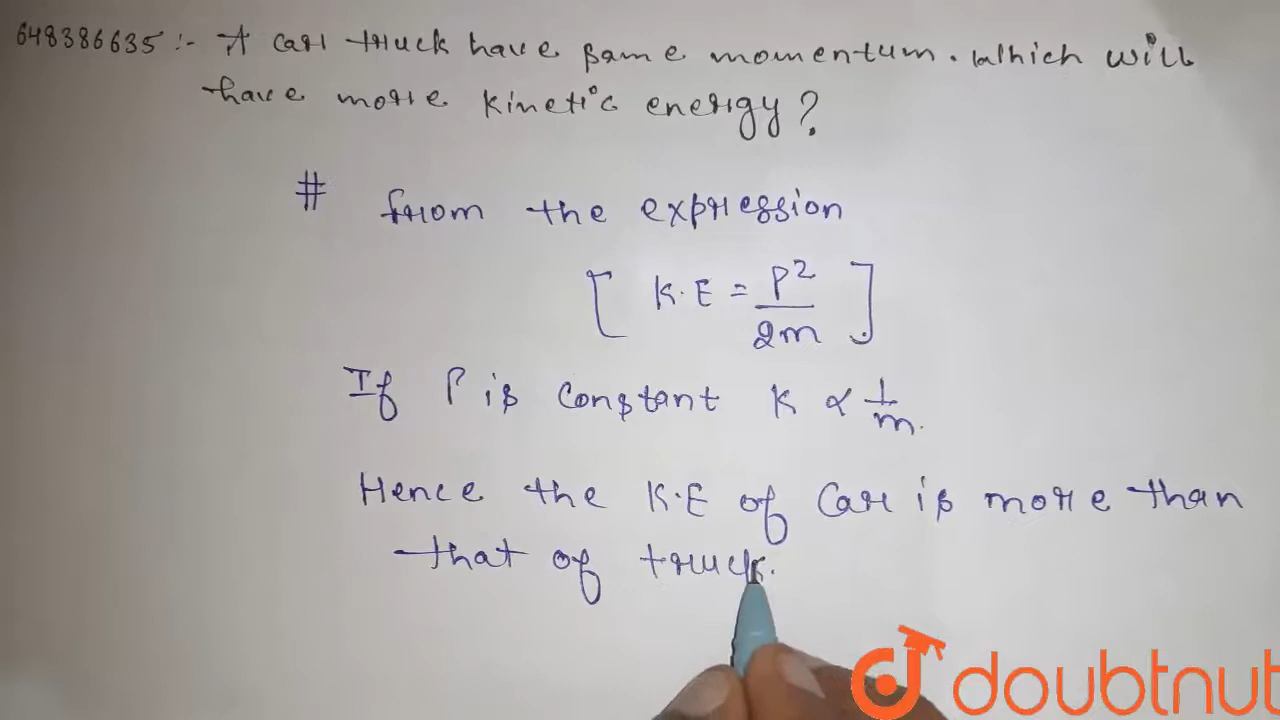 648386635 :- A car truck have same momentum. Which will
have more kinetic energy?
# from the expression
[ K.E = P²/2m ]
If P is constant K ∝ 1/m.
Hence the K.E of Car is more than
that of truck.
doubtnut